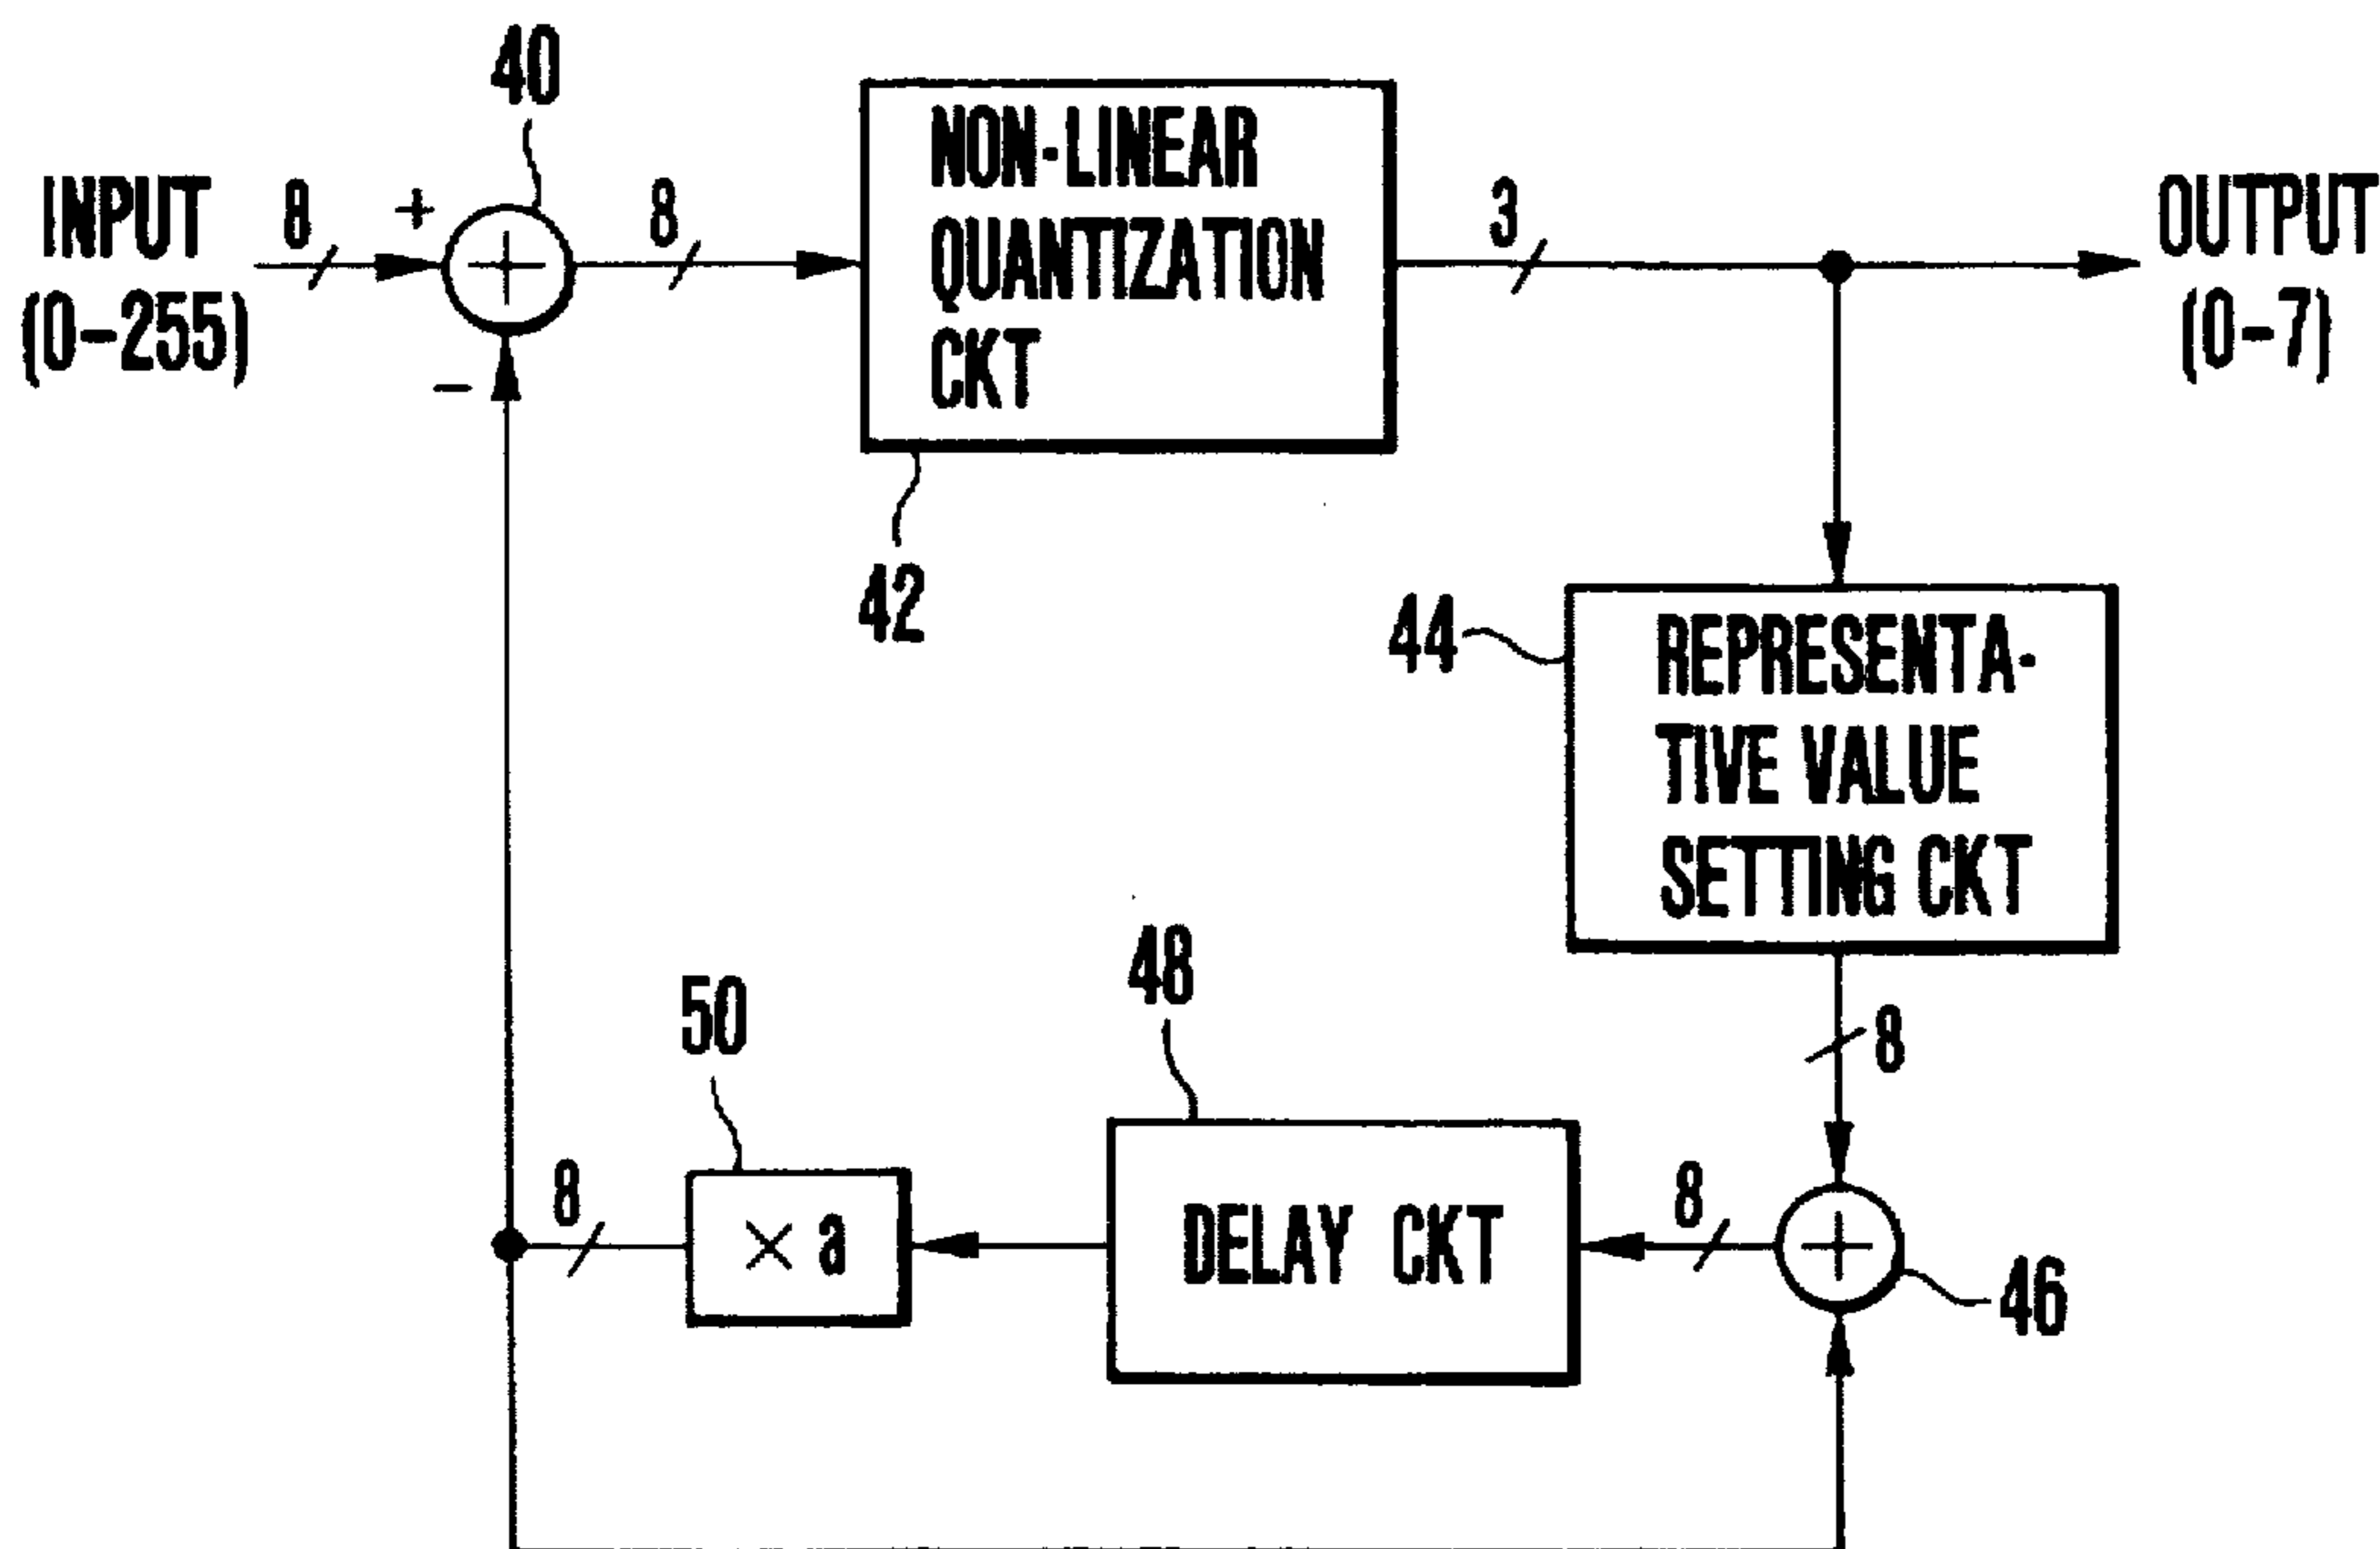 40
INPUT
(0-255)
8
+
-
8
NON-LINEAR
QUANTIZATION
CKT
42
3
OUTPUT
(0-7)
44
REPRESENTA-
TIVE VALUE
SETTING CKT
8
46
8
48
DELAY CKT
50
× a
8